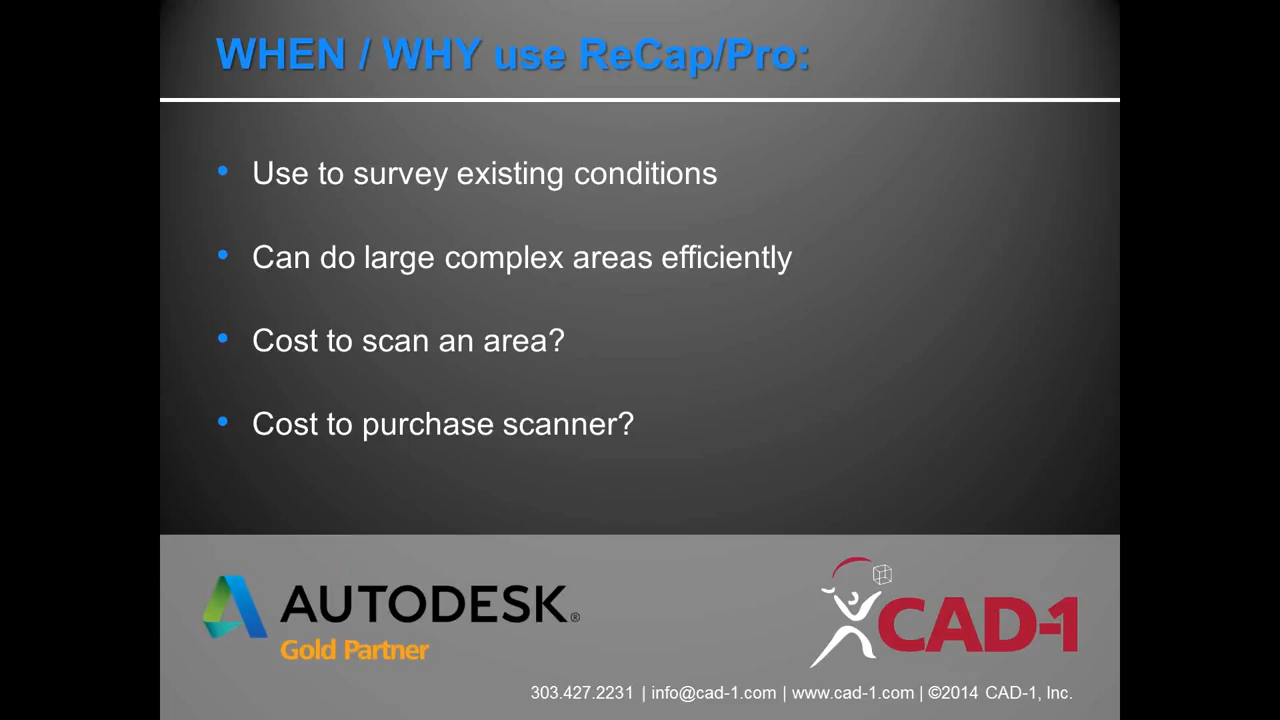 WHEN / WHY use ReCap/Pro:
• Use to survey existing conditions
• Can do large complex areas efficiently
• Cost to scan an area?
• Cost to purchase scanner?
AUTODESK®
Gold Partner
CAD-1
303.427.2231 | info@cad-1.com | www.cad-1.com | ©2014 CAD-1, Inc.